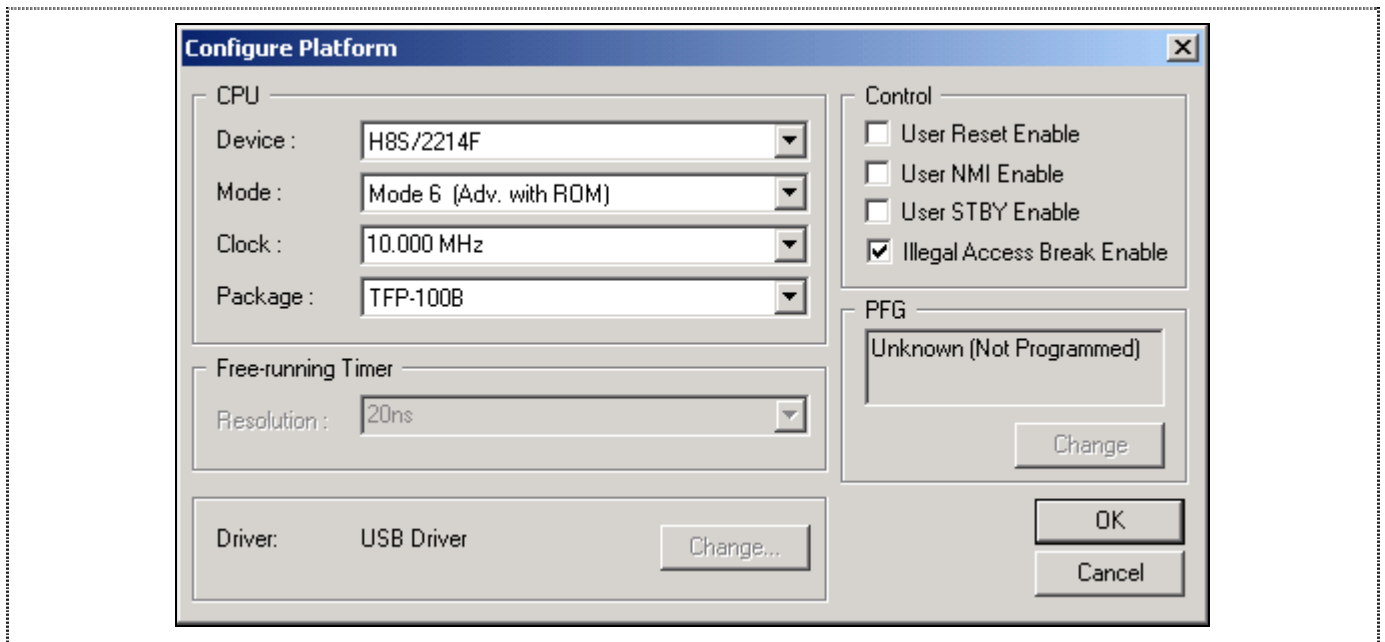 Configure Platform
CPU
Device :
H8S/2214F
Mode :
Mode 6 (Adv. with ROM)
Clock :
10.000 MHz
Package :
TFP-100B
Free-running Timer
Resolution :
20ns
Driver:
USB Driver
Change...
Control
User Reset Enable
User NMI Enable
User STBY Enable
Illegal Access Break Enable
PFG
Unknown (Not Programmed)
Change
OK
Cancel